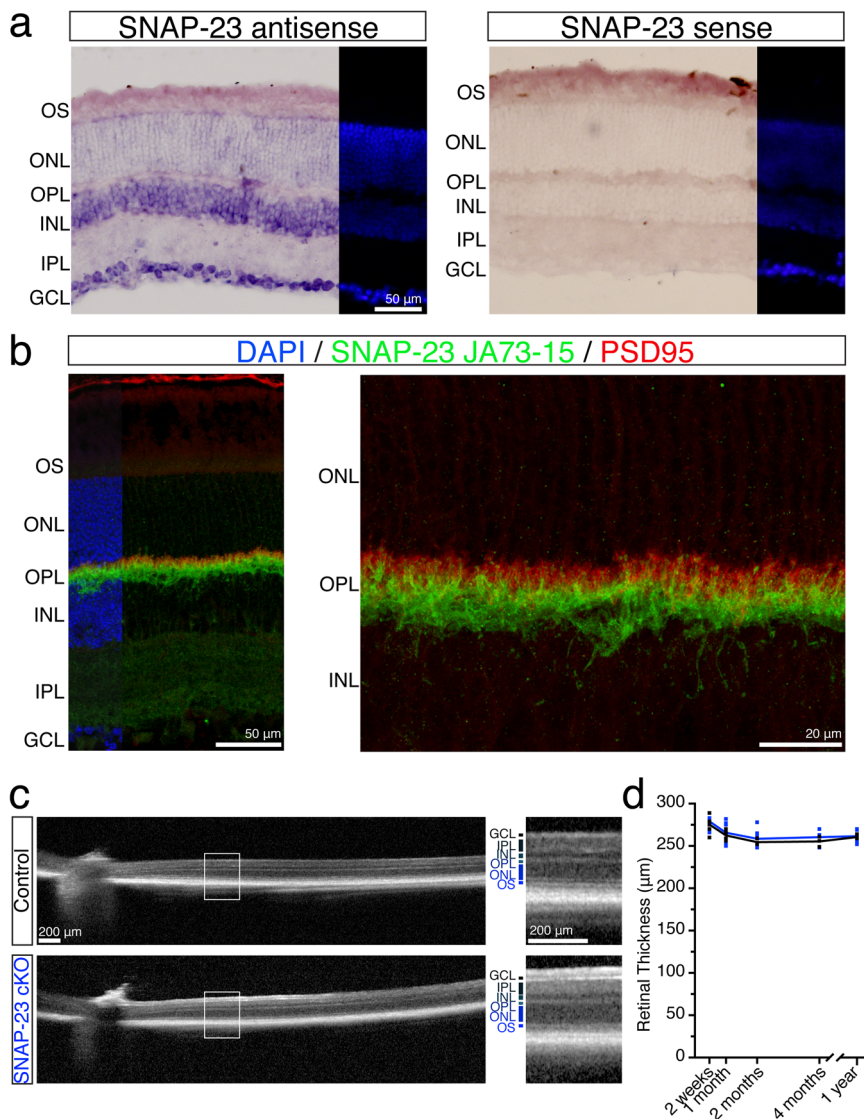 a
SNAP-23 antisense
SNAP-23 sense
OS
ONL
OPL
INL
IPL
GCL
50 µm
OS
ONL
OPL
INL
IPL
GCL
b
DAPI / SNAP-23 JA73-15 / PSD95
OS
ONL
OPL
INL
IPL
GCL
50 µm
ONL
OPL
INL
20 µm
c
Control
200 µm
GCL
IPL
INL
OPL
ONL
OS
200 µm
SNAP-23 cKO
GCL
IPL
INL
OPL
ONL
OS
d
Retinal Thickness (µm)
300
250
200
150
100
50
0
2 weeks
1 month
2 months
4 months
1 year